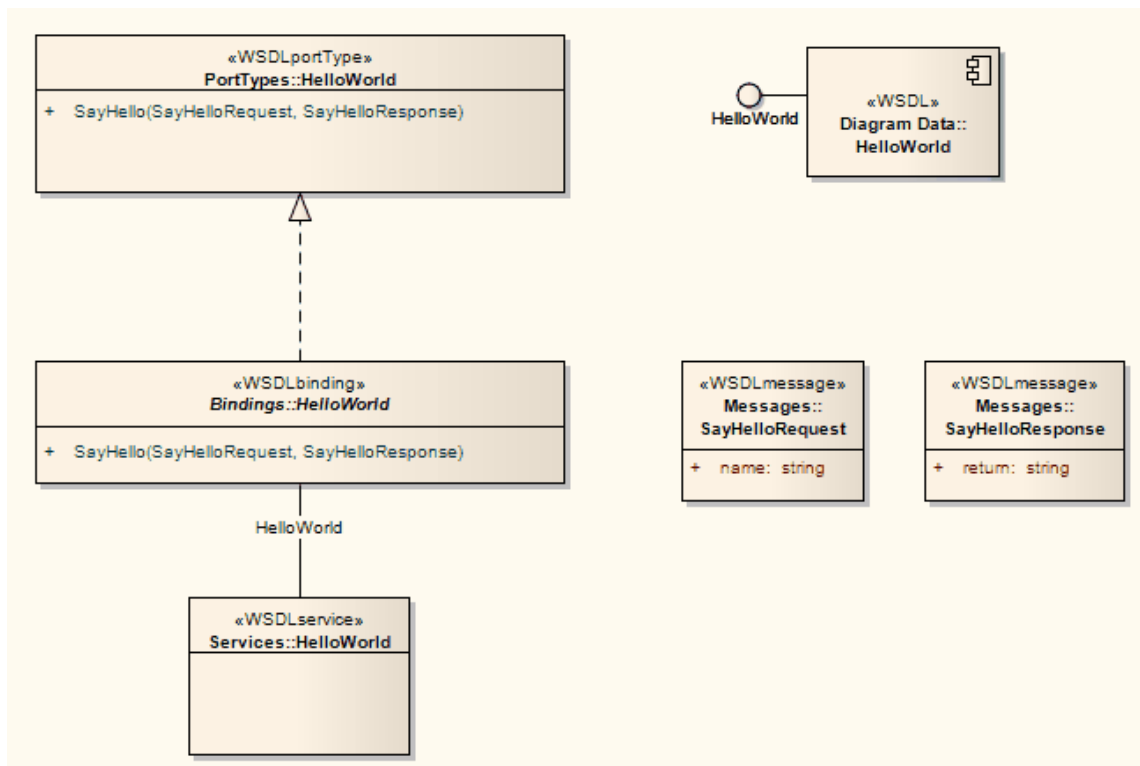 «WSDLportType»
PortTypes::HelloWorld
+ SayHello(SayHelloRequest, SayHelloResponse)
HelloWorld
«WSDL»
Diagram Data::
HelloWorld
«WSDLbinding»
Bindings::HelloWorld
+ SayHello(SayHelloRequest, SayHelloResponse)
HelloWorld
«WSDLmessage»
Messages::
SayHelloRequest
+ name: string
«WSDLmessage»
Messages::
SayHelloResponse
+ return: string
«WSDLservice»
Services::HelloWorld